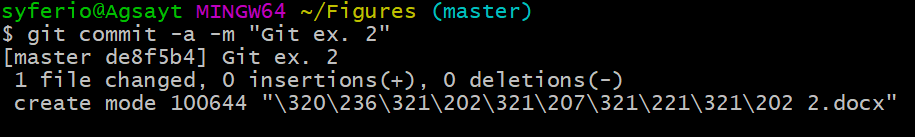 syferio@Agsayt MINGW64 ~/Figures (master)
$ git commit -a -m "Git ex. 2"
[master de8f5b4] Git ex. 2
 1 file changed, 0 insertions(+), 0 deletions(-)
 create mode 100644 "\320\236\321\202\321\207\321\221\321\202 2.docx"